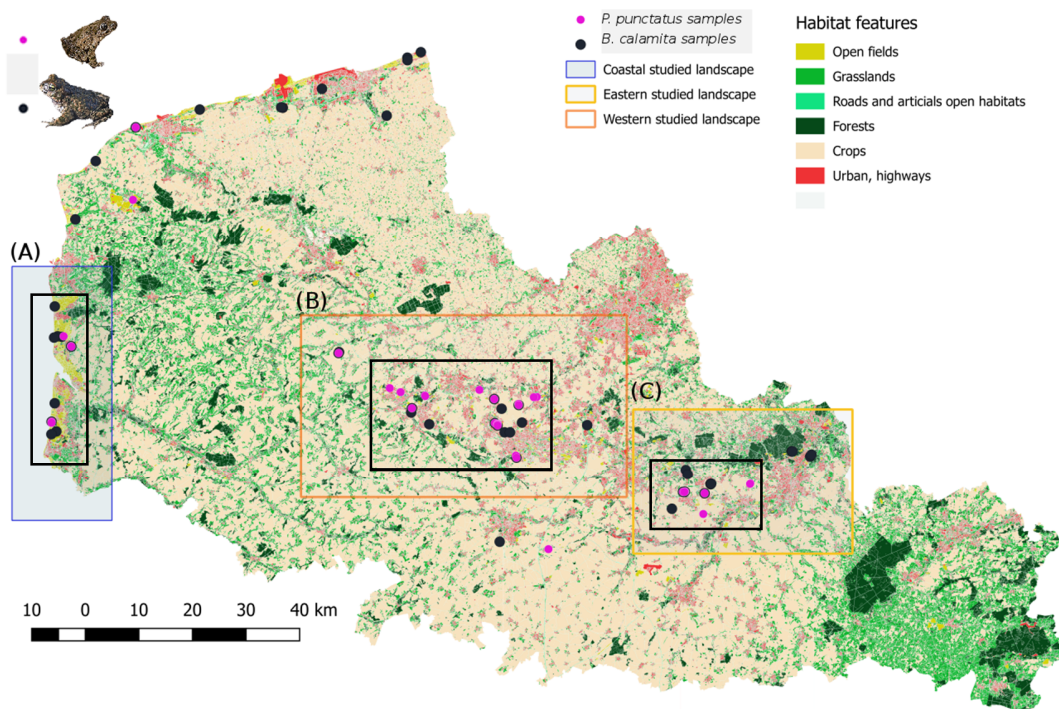 P. punctatus samples
B. calamita samples
Coastal studied landscape
Eastern studied landscape
Western studied landscape
Habitat features
Open fields
Grasslands
Roads and articials open habitats
Forests
Crops
Urban, highways
(A)
(B)
(C)
10 0 10 20 30 40 km